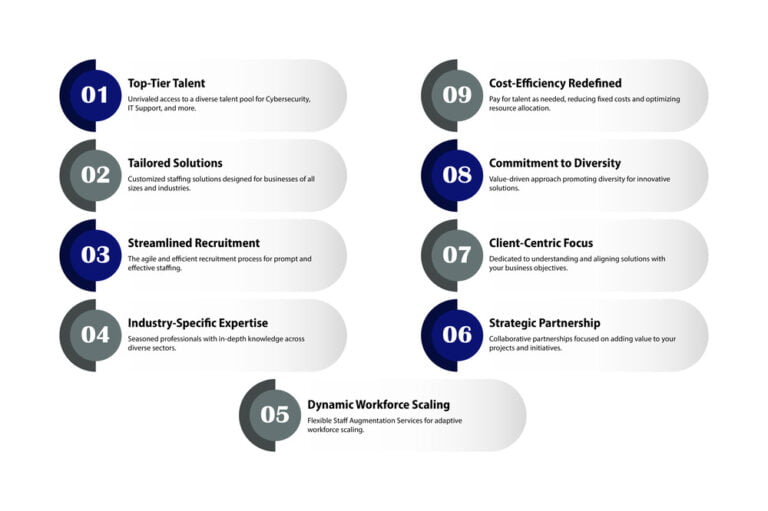 01
Top-Tier Talent
Unrivaled access to a diverse talent pool for Cybersecurity,
IT Support, and more.
02
Tailored Solutions
Customized staffing solutions designed for businesses of all
sizes and industries.
03
Streamlined Recruitment
The agile and efficient recruitment process for prompt and
effective staffing.
04
Industry-Specific Expertise
Seasoned professionals with in-depth knowledge across
diverse sectors.
05
Dynamic Workforce Scaling
Flexible Staff Augmentation Services for adaptive
workforce scaling.
06
Strategic Partnership
Collaborative partnerships focused on adding value to your
projects and initiatives.
07
Client-Centric Focus
Dedicated to understanding and aligning solutions with
your business objectives.
08
Commitment to Diversity
Value-driven approach promoting diversity for innovative
solutions.
09
Cost-Efficiency Redefined
Pay for talent as needed, reducing fixed costs and optimizing
resource allocation.